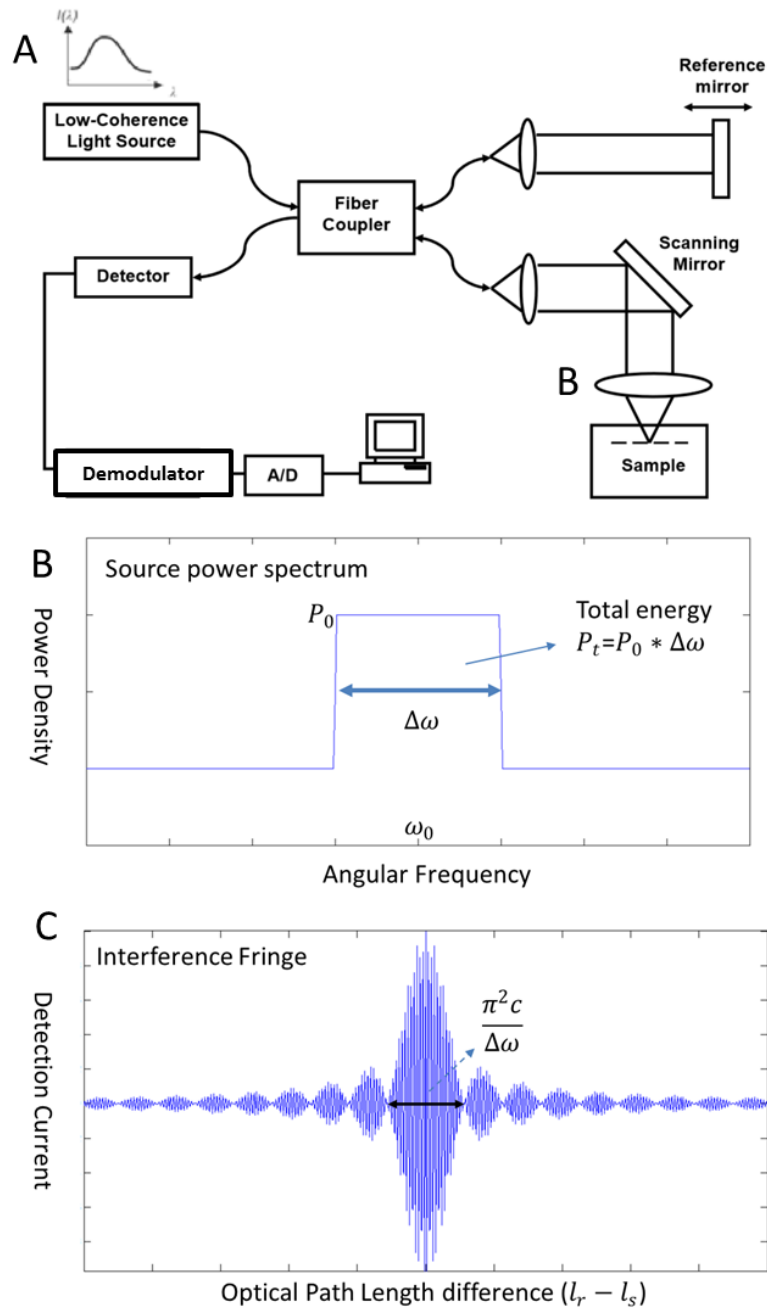 A
I(λ)
λ
Low-Coherence
Light Source
Reference
mirror
Fiber
Coupler
Scanning
Mirror
Detector
B
Sample
Demodulator
A/D
B
Source power spectrum
P₀
Total energy
Pₜ=P₀ * Δω
Δω
ω₀
Power Density
Angular Frequency
C
Interference Fringe
π²c
Δω
Detection Current
Optical Path Length difference (lᵣ − lₛ)